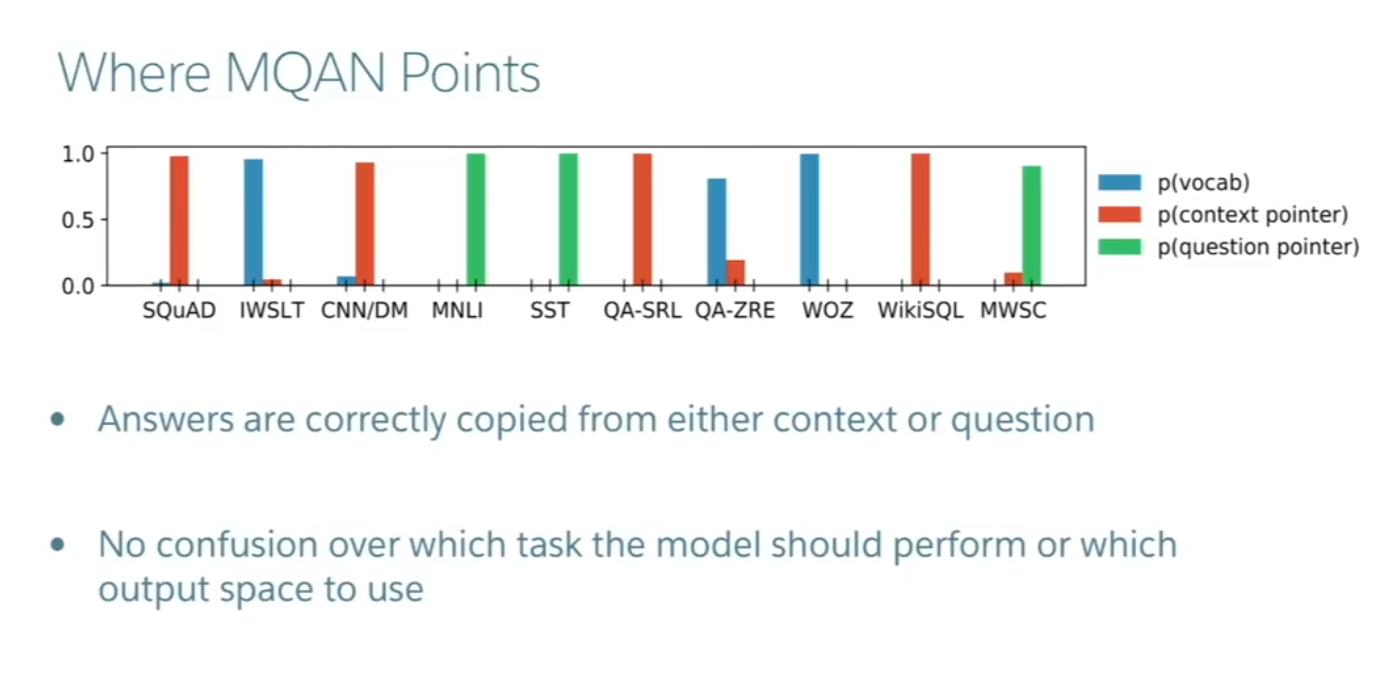 Where MQAN Points
1.0
0.5
0.0
SQuAD IWSLT CNN/DM MNLI SST QA-SRL QA-ZRE WOZ WikiSQL MWSC
p(vocab)
p(context pointer)
p(question pointer)
• Answers are correctly copied from either context or question
• No confusion over which task the model should perform or which
output space to use